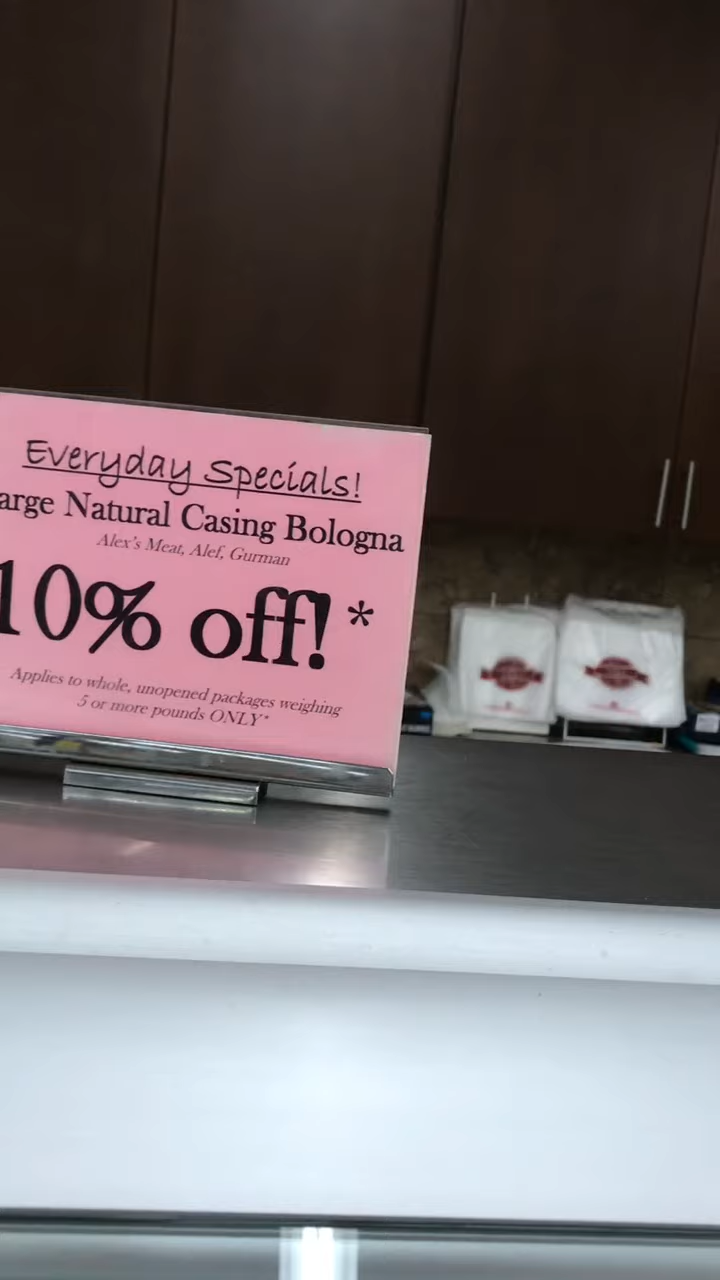 Everyday Specials!
arge Natural Casing Bologna
Alex's Meat, Alef, Gurman
10% off!*
Applies to whole, unopened packages weighing
5 or more pounds ONLY*